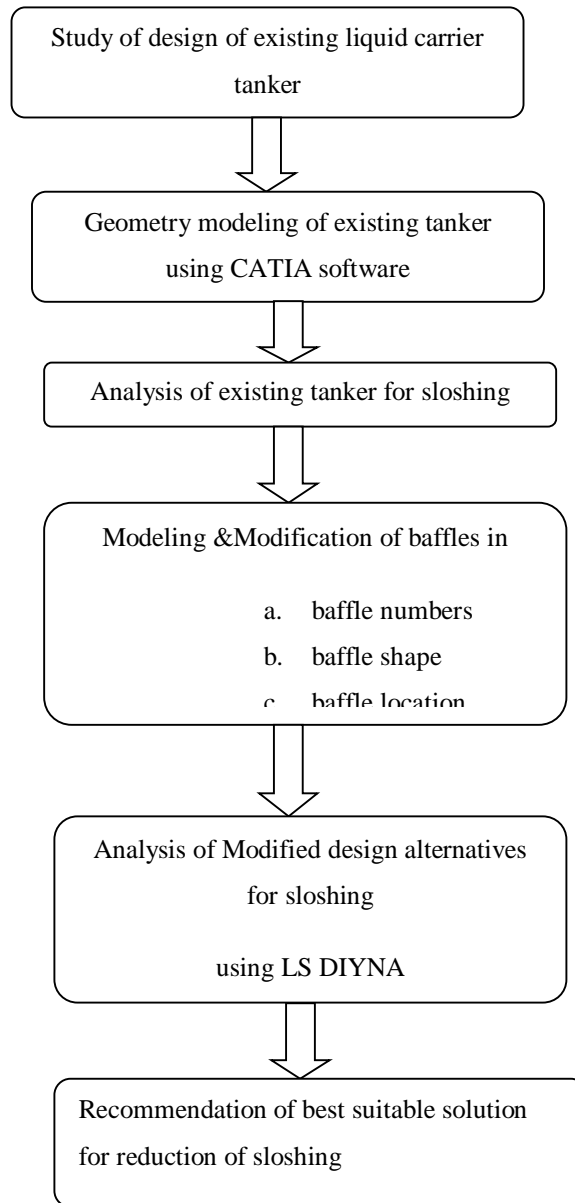 Study of design of existing liquid carrier
tanker
Geometry modeling of existing tanker
using CATIA software
Analysis of existing tanker for sloshing
Modeling &Modification of baffles in
a. baffle numbers
b. baffle shape
c. baffle location
Analysis of Modified design alternatives
for sloshing
using LS DIYNA
Recommendation of best suitable solution
for reduction of sloshing